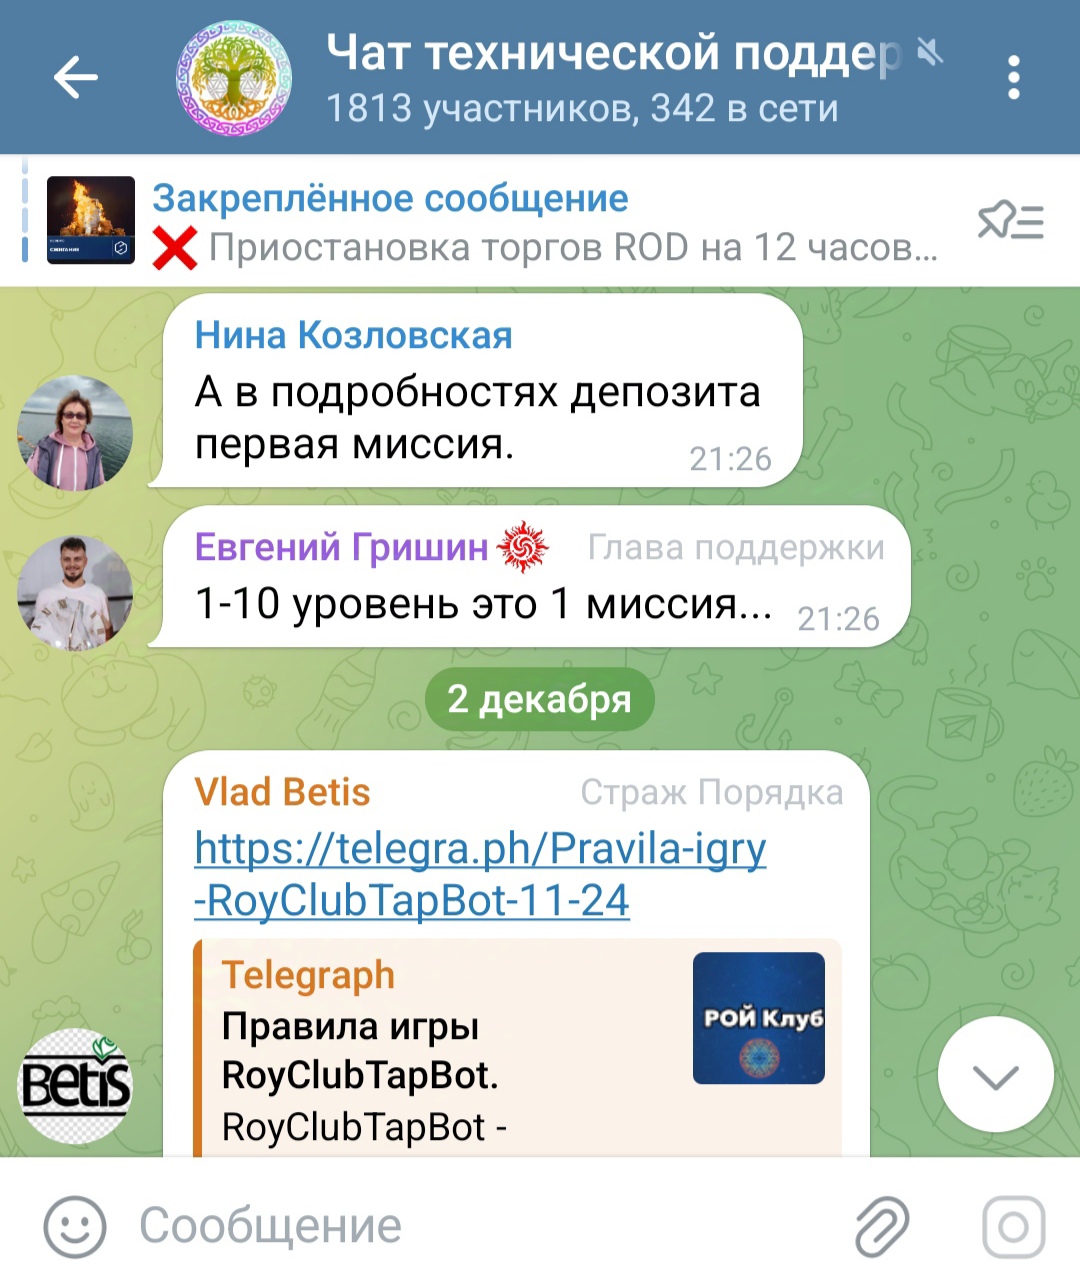 Чат технической поддер
1813 участников, 342 в сети
Закреплённое сообщение
❌ Приостановка торгов ROD на 12 часов...
Нина Козловская
А в подробностях депозита
первая миссия.
21:26
Евгений Гришин Глава поддержки
1-10 уровень это 1 миссия...
21:26
2 декабря
Vlad Betis Страж Порядка
https://telegra.ph/Pravila-igry
-RoyClubTapBot-11-24
Telegraph
Правила игры
RoyClubTapBot.
RoyClubTapBot -
РОЙ Клуб
Betis
Сообщение